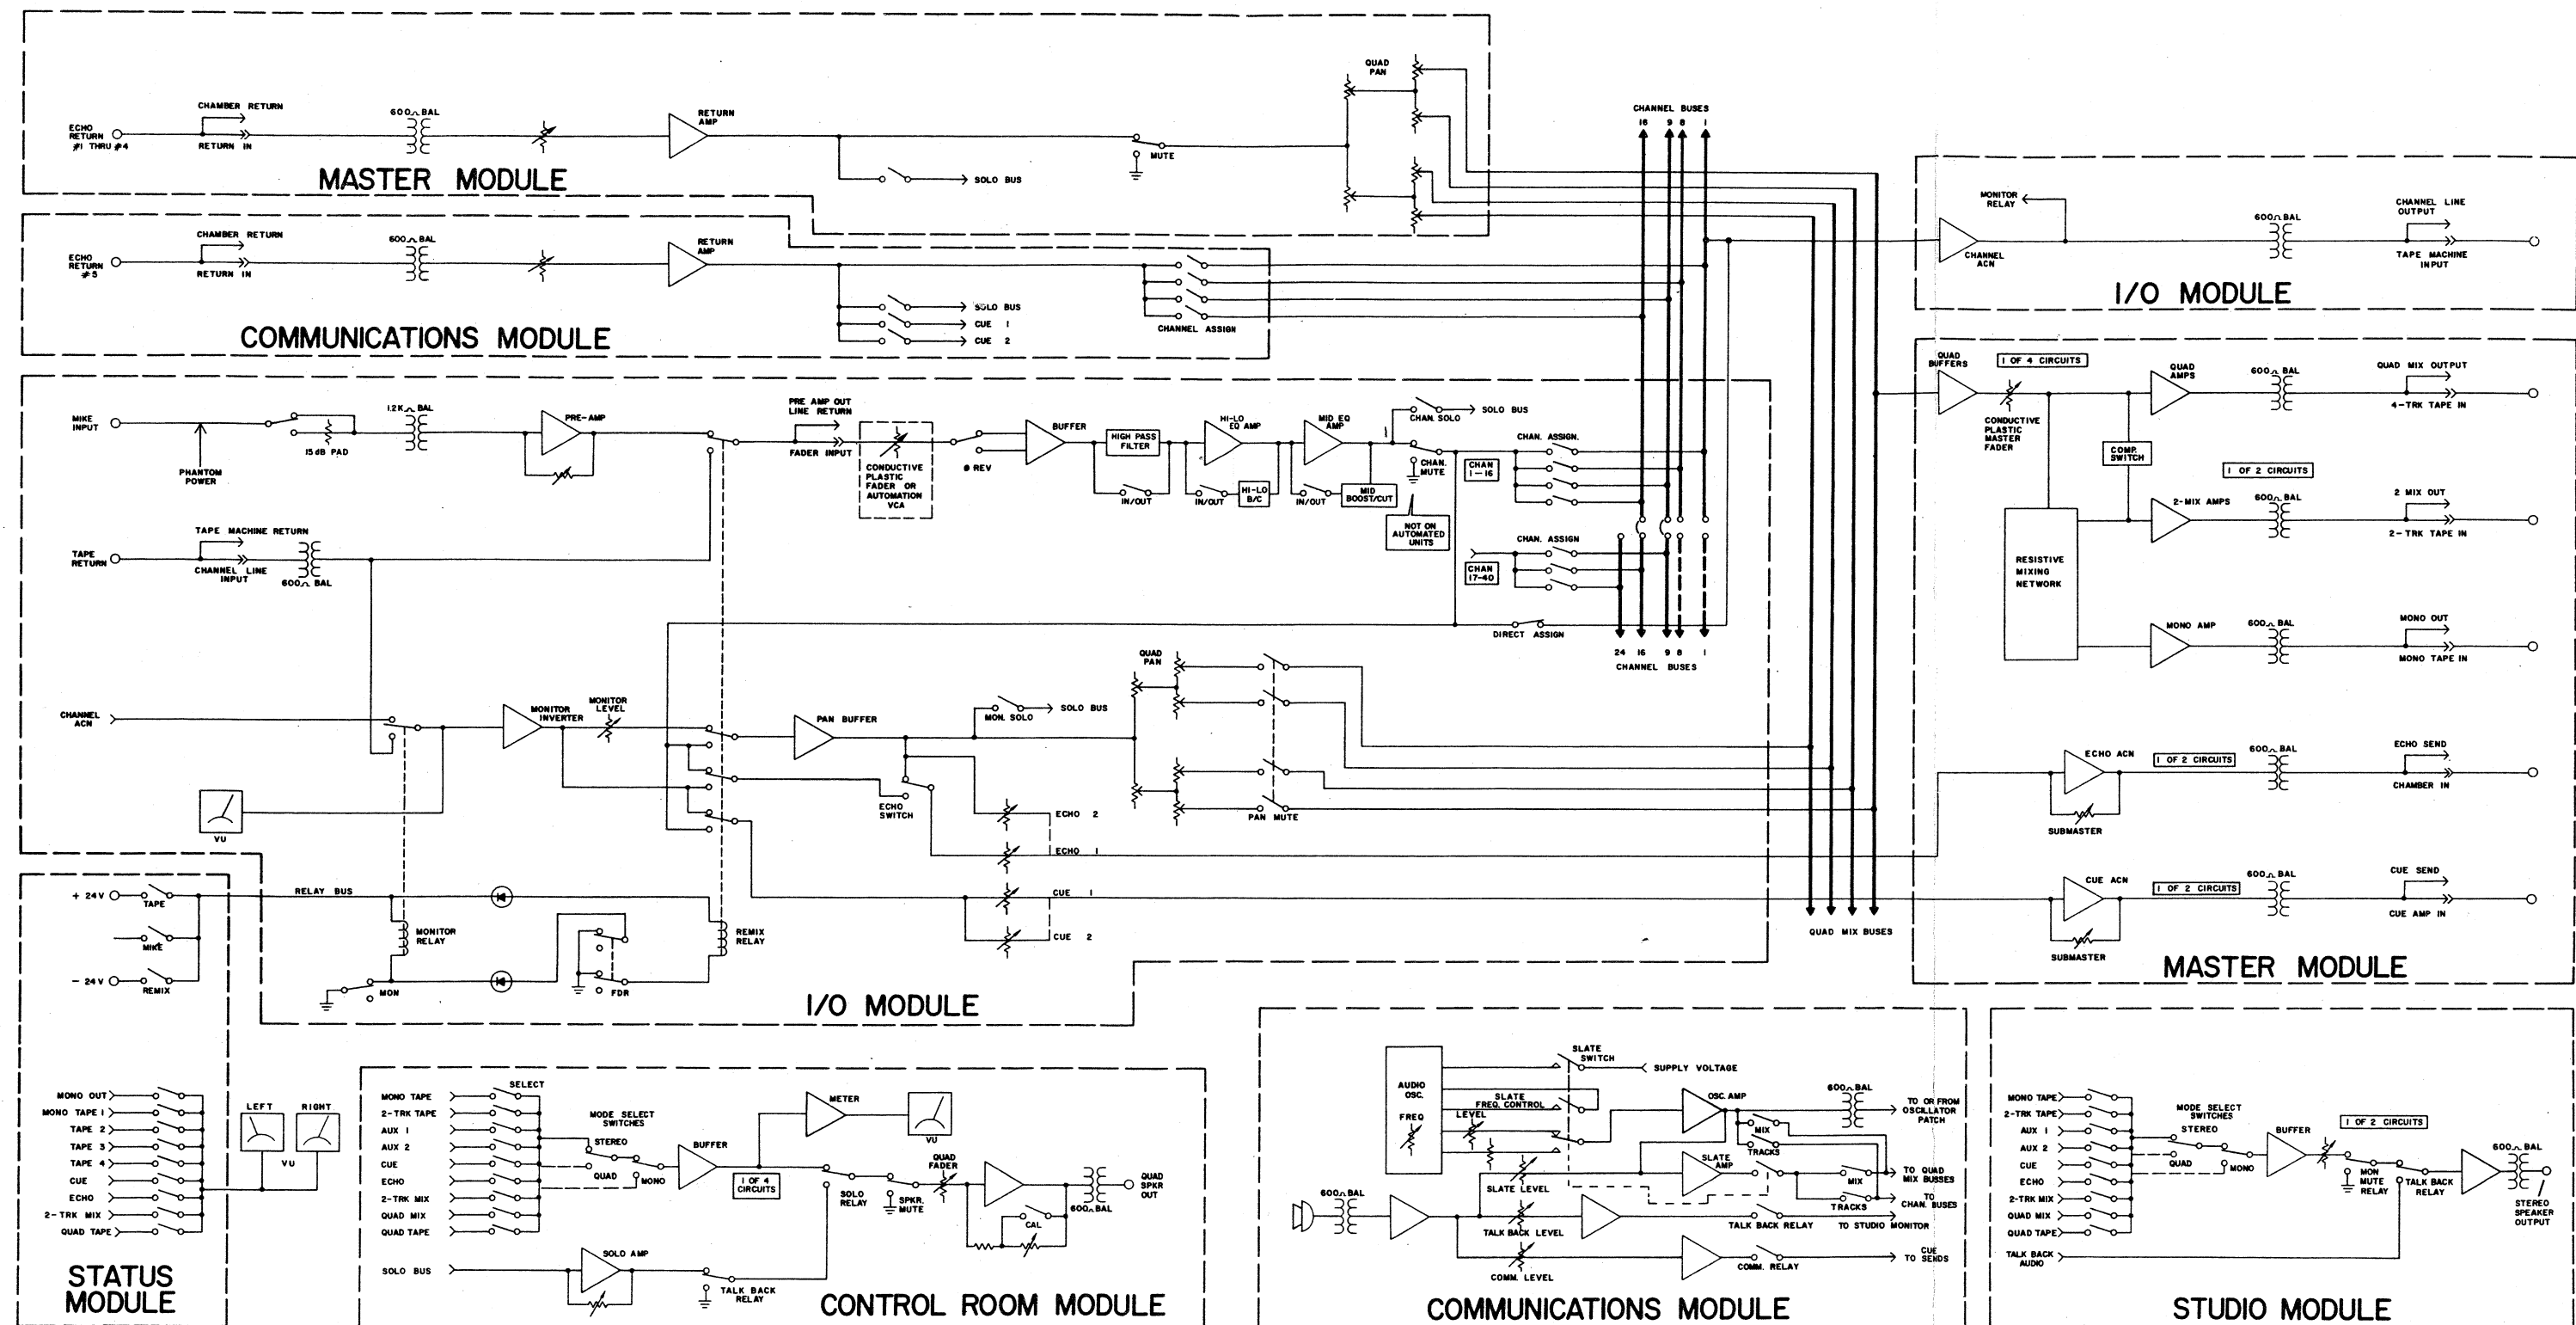 ECHO
RETURN
#1 THRU #4
CHAMBER RETURN
RETURN IN
600Ω BAL
RETURN
AMP
SOLO BUS
MUTE
QUAD
PAN
MASTER MODULE
ECHO
RETURN
#5
CHAMBER RETURN
RETURN IN
600Ω BAL
RETURN
AMP
SOLO BUS
CUE 1
CUE 2
CHANNEL ASSIGN
COMMUNICATIONS MODULE
CHANNEL BUSES
16 9 8 1
MONITOR
RELAY
CHANNEL
ACN
600Ω BAL
CHANNEL LINE
OUTPUT
TAPE MACHINE
INPUT
I/O MODULE
MIKE
INPUT
PHANTOM
POWER
15dB PAD
1.2K Ω BAL
PRE-AMP
PRE AMP OUT
LINE RETURN
FADER INPUT
CONDUCTIVE
PLASTIC
FADER OR
AUTOMATION
VCA
Ø REV
BUFFER
HIGH PASS
FILTER
IN/OUT
HI-LO
EQ AMP
IN/OUT
HI-LO
B/C
MID EQ
AMP
IN/OUT
MID
BOOST/CUT
CHAN. SOLO
SOLO BUS
CHAN.
MUTE
NOT ON
AUTOMATED
UNITS
CHAN. ASSIGN.
CHAN
1-16
CHAN. ASSIGN
CHAN
17-40
DIRECT ASSIGN
24 16 9 8 1
CHANNEL BUSES
TAPE
RETURN
TAPE MACHINE RETURN
CHANNEL LINE
INPUT
600Ω BAL
CHANNEL
ACN
VU
MONITOR
INVERTER
MONITOR
LEVEL
PAN BUFFER
MON. SOLO
SOLO BUS
ECHO
SWITCH
QUAD
PAN
PAN MUTE
ECHO 2
ECHO 1
CUE 1
CUE 2
QUAD MIX BUSES
RELAY BUS
MONITOR
RELAY
REMIX
RELAY
MON
FDR
I/O MODULE
QUAD
BUFFERS
1 OF 4 CIRCUITS
CONDUCTIVE
PLASTIC
MASTER
FADER
COMP.
SWITCH
QUAD
AMPS
600Ω BAL
QUAD MIX OUTPUT
4-TRK TAPE IN
1 OF 2 CIRCUITS
2-MIX AMPS
600Ω BAL
2 MIX OUT
2-TRK TAPE IN
RESISTIVE
MIXING
NETWORK
MONO AMP
600Ω BAL
MONO OUT
MONO TAPE IN
ECHO ACN
1 OF 2 CIRCUITS
600Ω BAL
ECHO SEND
CHAMBER IN
SUBMASTER
CUE ACN
1 OF 2 CIRCUITS
600Ω BAL
CUE SEND
CUE AMP IN
SUBMASTER
MASTER MODULE
+ 24V
TAPE
MIKE
- 24V
REMIX
MONO OUT
MONO TAPE 1
TAPE 2
TAPE 3
TAPE 4
CUE
ECHO
2-TRK MIX
QUAD TAPE
LEFT
RIGHT
VU
STATUS
MODULE
MONO TAPE
2-TRK TAPE
AUX 1
AUX 2
CUE
ECHO
2-TRK MIX
QUAD MIX
QUAD TAPE
SELECT
MODE SELECT
SWITCHES
STEREO
QUAD
MONO
BUFFER
1 OF 4
CIRCUITS
METER
VU
SOLO
RELAY
SPKR.
MUTE
QUAD
FADER
CAL
600Ω BAL
QUAD
SPKR
OUT
SOLO BUS
SOLO AMP
TALK BACK
RELAY
CONTROL ROOM MODULE
AUDIO
OSC.
FREQ
SLATE
SWITCH
SUPPLY VOLTAGE
SLATE
FREQ. CONTROL
LEVEL
OSC. AMP
MIX
TRACKS
600Ω BAL
TO OR FROM
OSCILLATOR
PATCH
SLATE
AMP
SLATE LEVEL
MIX
TRACKS
TO QUAD
MIX BUSSES
TO
CHAN. BUSES
600Ω BAL
TALK BACK LEVEL
TALK BACK RELAY
TO STUDIO MONITOR
COMM. LEVEL
COMM. RELAY
CUE
TO SENDS
COMMUNICATIONS MODULE
MONO TAPE
2-TRK TAPE
AUX 1
AUX 2
CUE
ECHO
2-TRK MIX
QUAD MIX
QUAD TAPE
TALK BACK
AUDIO
MODE SELECT
SWITCHES
STEREO
QUAD
MONO
BUFFER
1 OF 2 CIRCUITS
MON
MUTE
RELAY
TALK BACK
RELAY
600Ω BAL
STEREO
SPEAKER
OUTPUT
STUDIO MODULE